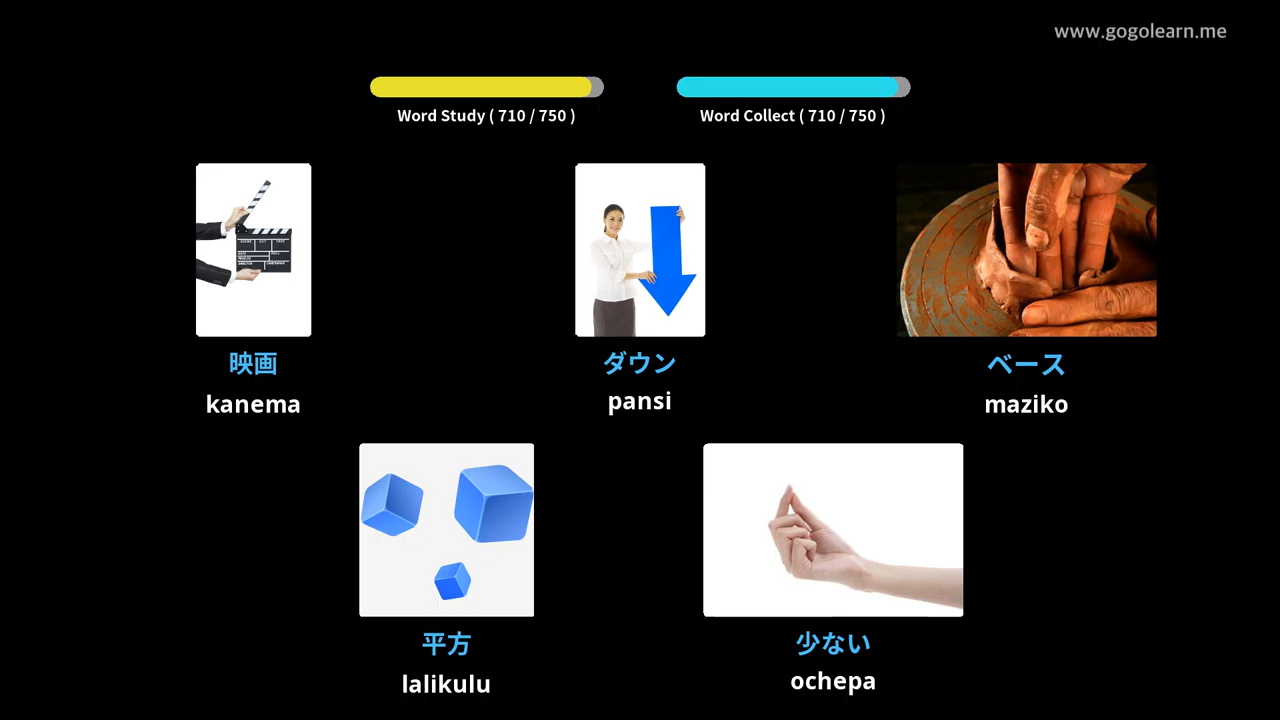 www.gogolearn.me
Word Study ( 710 / 750 )
Word Collect ( 710 / 750 )
映画
kanema
ダウン
pansi
ベース
maziko
平方
lalikulu
少ない
ochepa